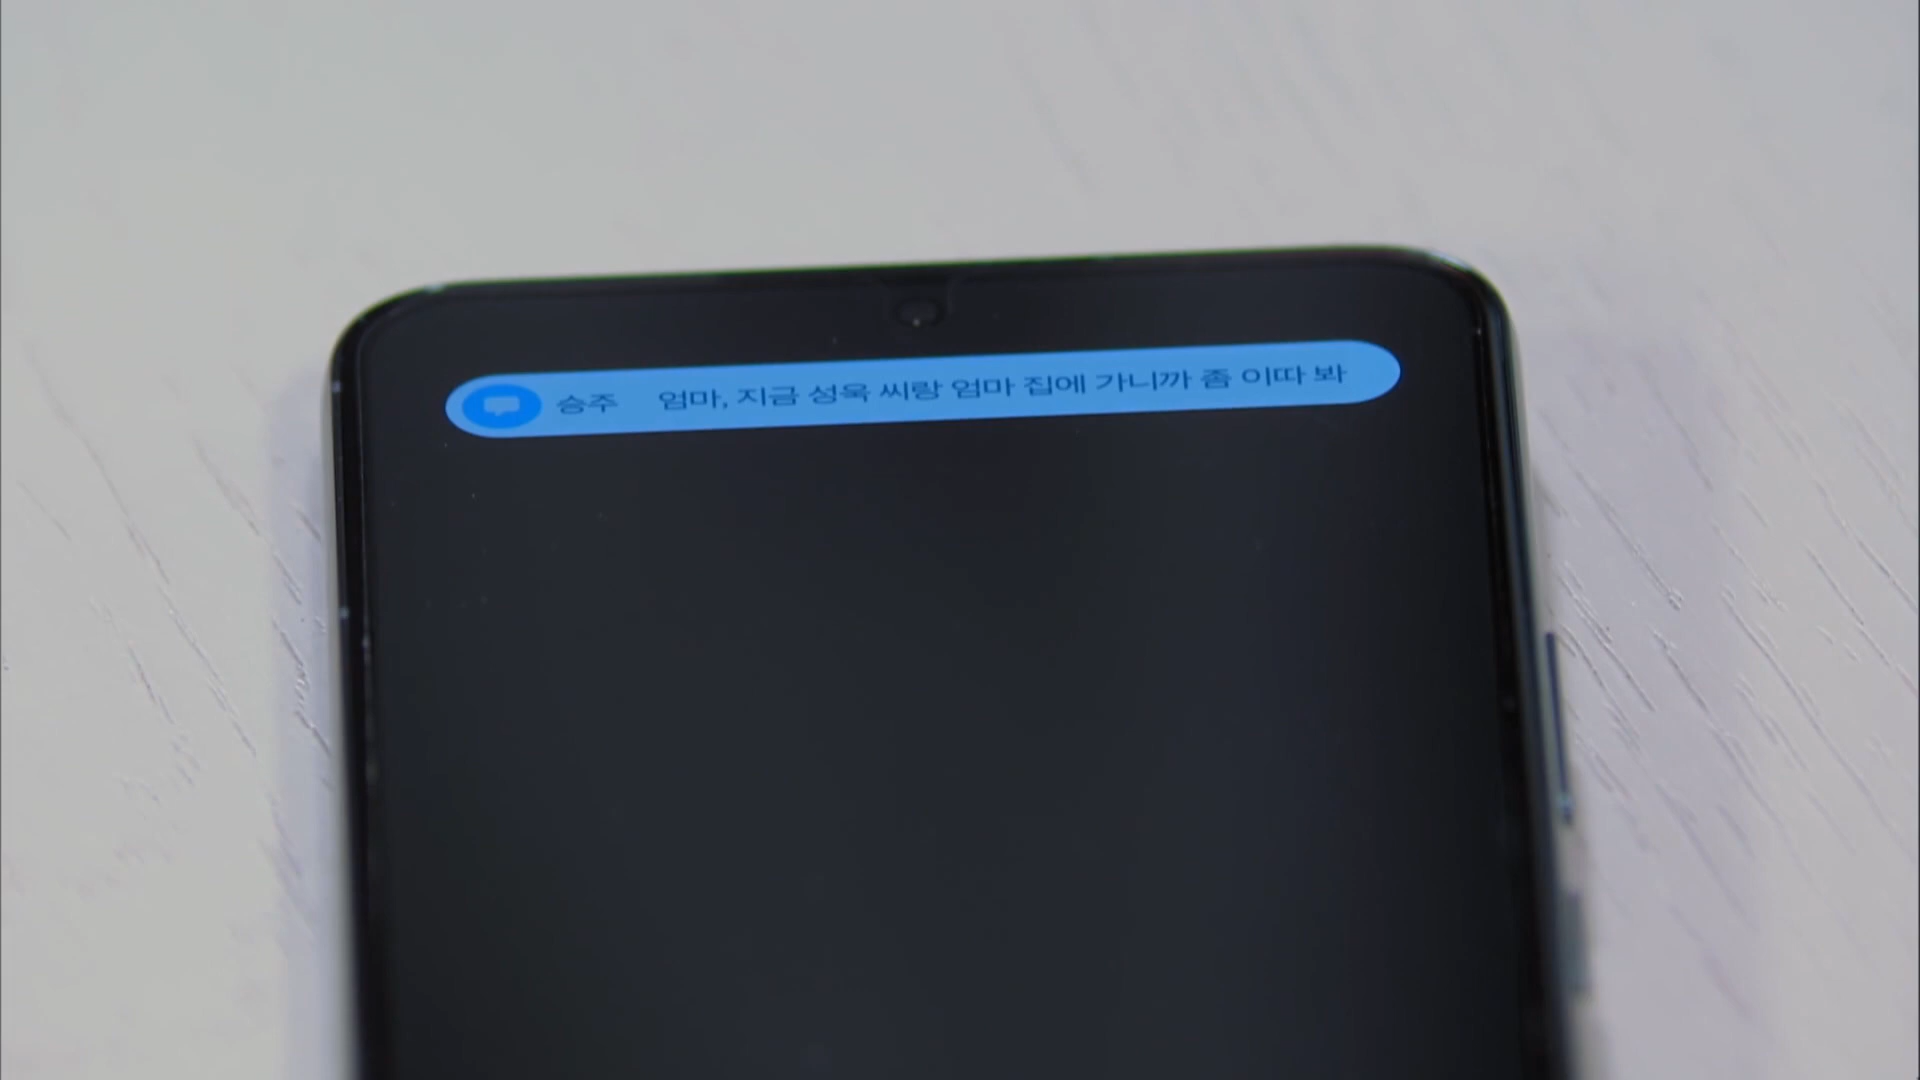 승주 엄마, 지금 성욱 씨랑 엄마 집에 가니까 좀 이따 봐